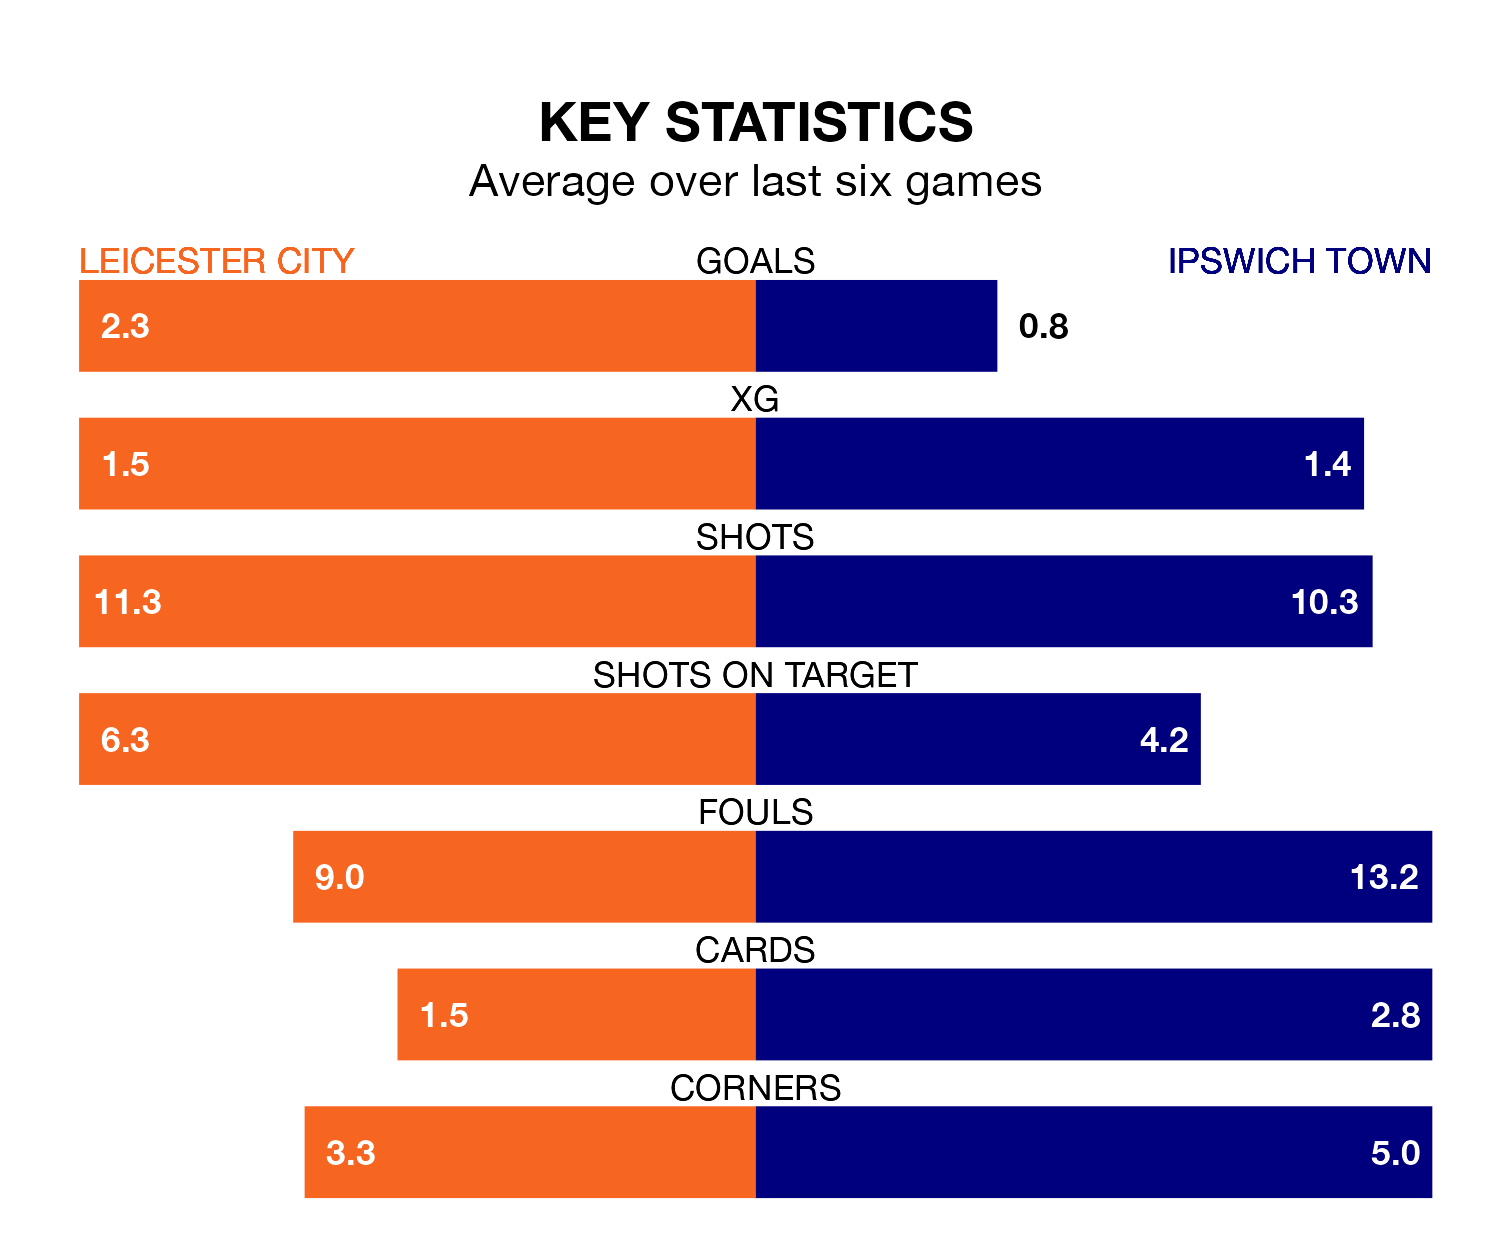 KEY STATISTICS
Average over last six games
LEICESTER CITY GOALS IPSWICH TOWN
2.3 0.8
XG
1.5 1.4
SHOTS
11.3 10.3
SHOTS ON TARGET
6.3 4.2
FOULS
9.0 13.2
CARDS
1.5 2.8
CORNERS
3.3 5.0